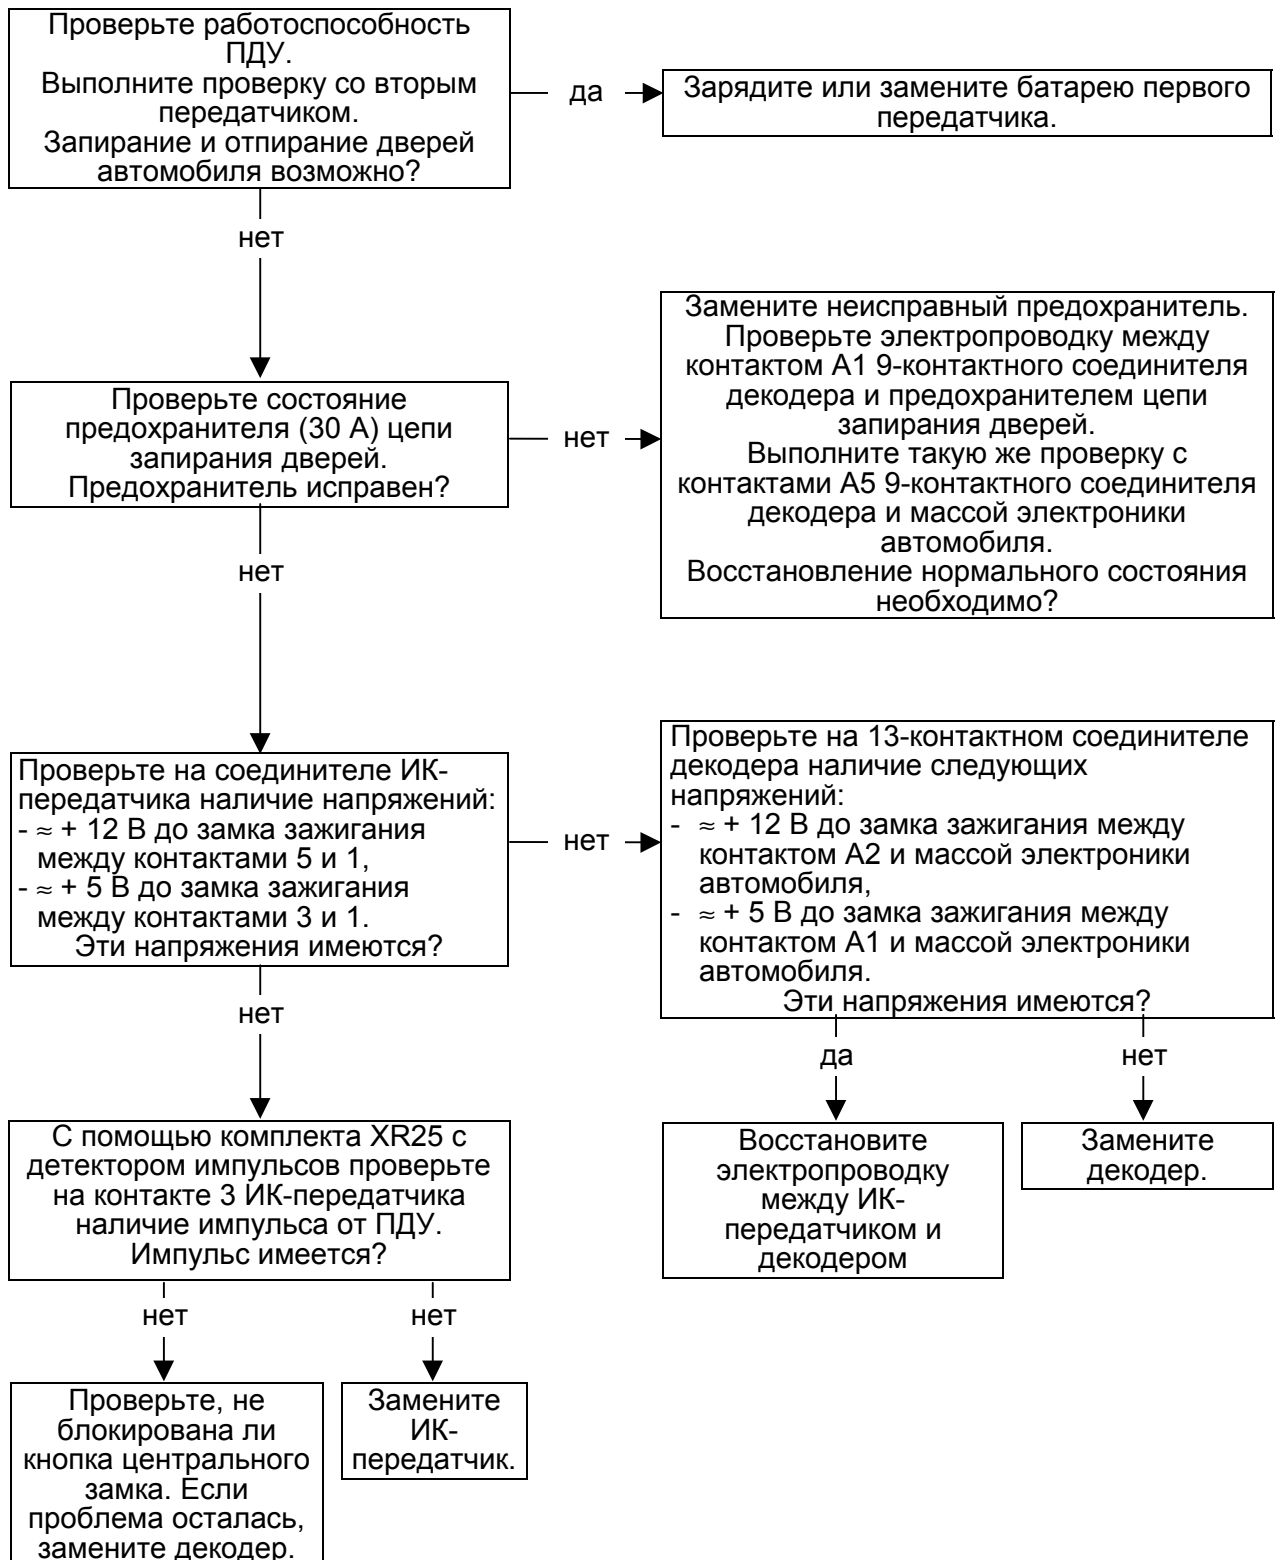 Проверьте работоспособность
ПДУ.
Выполните проверку со вторым
передатчиком.
Запирание и отпирание дверей
автомобиля возможно?
да
Зарядите или замените батарею первого
передатчика.
нет
Проверьте состояние
предохранителя (30 А) цепи
запирания дверей.
Предохранитель исправен?
нет
Замените неисправный предохранитель.
Проверьте электропроводку между
контактом А1 9-контактного соединителя
декодера и предохранителем цепи
запирания дверей.
Выполните такую же проверку с
контактами А5 9-контактного соединителя
декодера и массой электроники
автомобиля.
Восстановление нормального состояния
необходимо?
нет
Проверьте на соединителе ИК-
передатчика наличие напряжений:
- ≈ + 12 В до замка зажигания
между контактами 5 и 1,
- ≈ + 5 В до замка зажигания
между контактами 3 и 1.
Эти напряжения имеются?
нет
Проверьте на 13-контактном соединителе
декодера наличие следующих
напряжений:
- ≈ + 12 В до замка зажигания между
контактом А2 и массой электроники
автомобиля,
- ≈ + 5 В до замка зажигания между
контактом А1 и массой электроники
автомобиля.
Эти напряжения имеются?
да
нет
Восстановите
электропроводку
между ИК-
передатчиком и
декодером
Замените
декодер.
нет
С помощью комплекта XR25 с
детектором импульсов проверьте
на контакте 3 ИК-передатчика
наличие импульса от ПДУ.
Импульс имеется?
нет
нет
Проверьте, не
блокирована ли
кнопка центрального
замка. Если
проблема осталась,
замените декодер.
Замените
ИК-
передатчик.